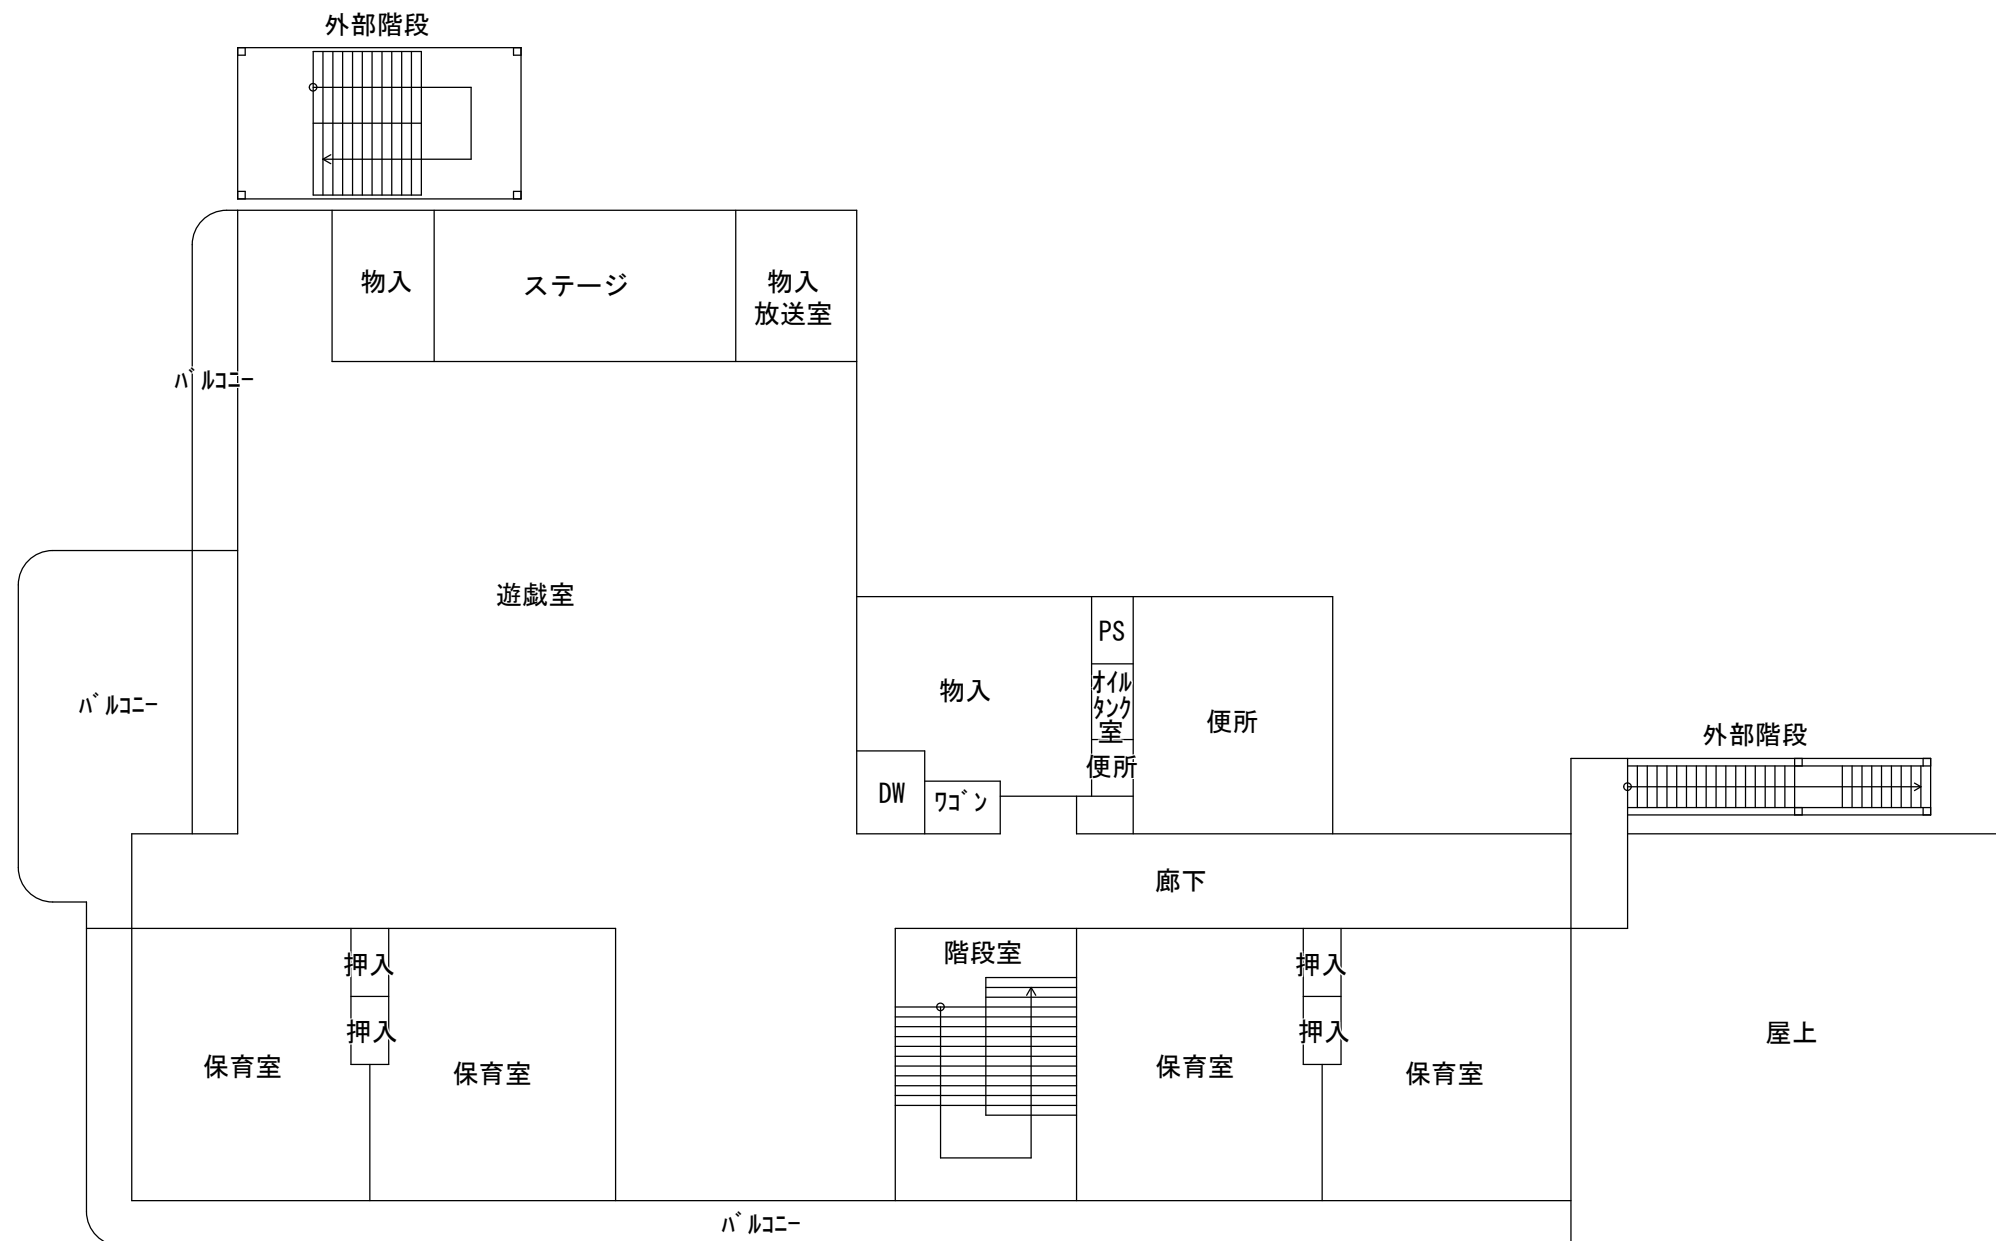 外部階段
物入
ステージ
物入
放送室
ﾊﾞﾙｺﾆｰ
遊戯室
PS
物入
ｵｲﾙ
ﾀﾝｸ
室
便所
ﾊﾞﾙｺﾆｰ
外部階段
便所
DW
ﾜｺﾞﾝ
廊下
階段室
押入
押入
押入
押入
屋上
保育室
保育室
保育室
保育室
ﾊﾞﾙｺﾆｰ